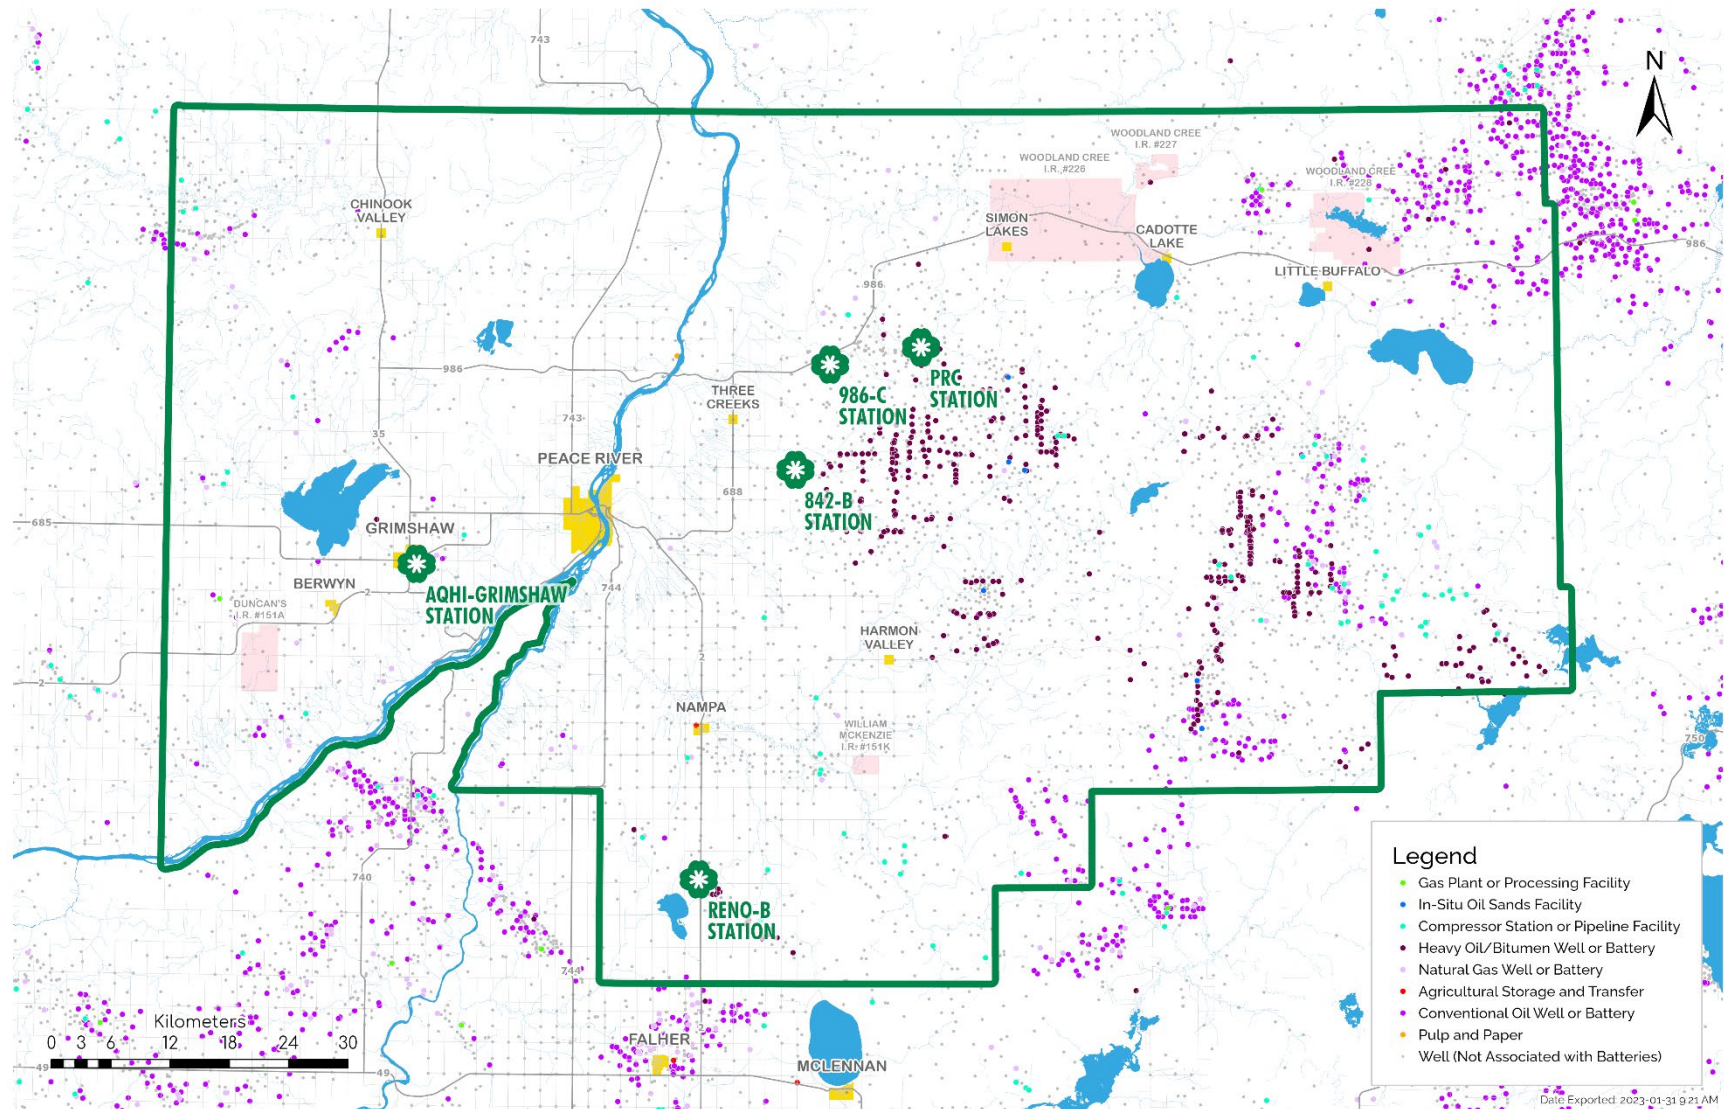 743
N
WOODLAND CREE
I.R. #227
WOODLAND CREE
I.R. #226
WOODLAND CREE
I.R. #228
CHINOOK
VALLEY
SIMON
LAKES
CADOTTE
LAKE
986
LITTLE BUFFALO
986
986
THREE
CREEKS
986-C
STATION
PRC
STATION
743
35
PEACE RIVER
688
842-B
STATION
685
GRIMSHAW
BERWYN
2
AQHI-GRIMSHAW
STATION
744
DUNCAN'S
I.R. #151A
HARMON
VALLEY
2
2
NAMPA
WILLIAM
MCKENZIE
I.R. #151K
750
740
RENO-B
STATION
744
Kilometers
0 3 6 12 18 24 30
49
49
2
FALHER
MCLENNAN
Legend
Gas Plant or Processing Facility
In-Situ Oil Sands Facility
Compressor Station or Pipeline Facility
Heavy Oil/Bitumen Well or Battery
Natural Gas Well or Battery
Agricultural Storage and Transfer
Conventional Oil Well or Battery
Pulp and Paper
Well (Not Associated with Batteries)
Date Exported: 2023-01-31 9:21 AM